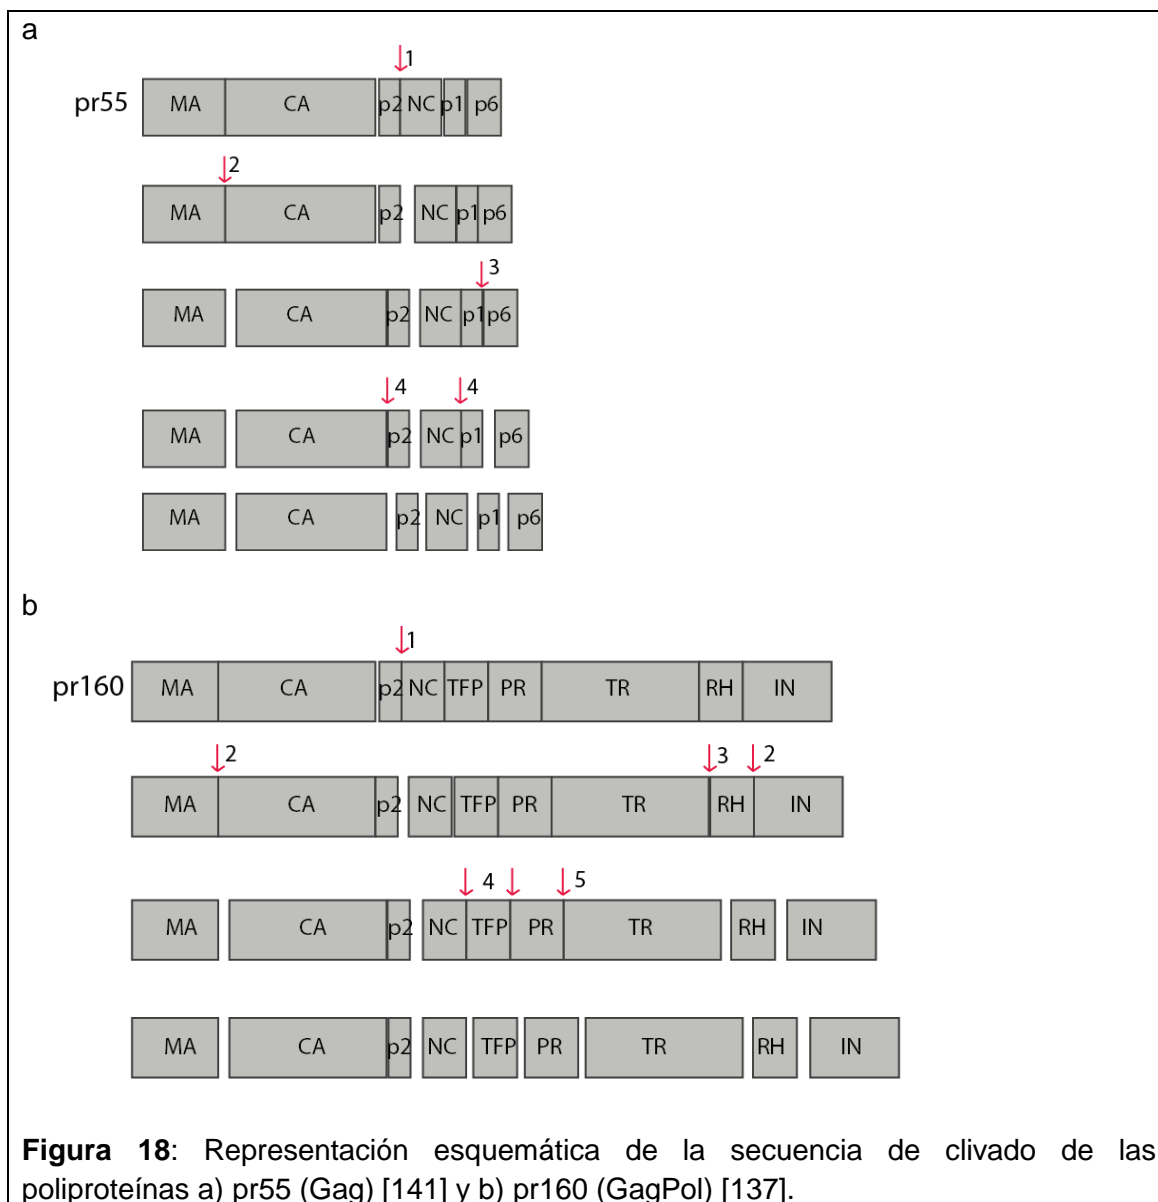 a
1
pr55 MA CA p2 NC p1 p6
2
MA CA p2 NC p1 p6
3
MA CA p2 NC p1 p6
4 4
MA CA p2 NC p1 p6
MA CA p2 NC p1 p6
b
1
pr160 MA CA p2 NC TFP PR TR RH IN
2 3 2
MA CA p2 NC TFP PR TR RH IN
4 5
MA CA p2 NC TFP PR TR RH IN
MA CA p2 NC TFP PR TR RH IN
Figura 18: Representación esquemática de la secuencia de clivado de las
poliproteínas a) pr55 (Gag) [141] y b) pr160 (GagPol) [137].